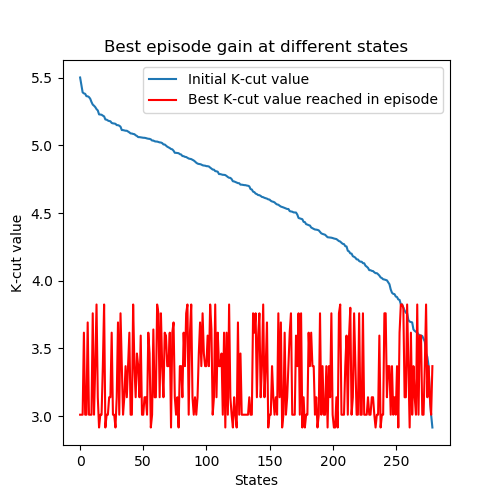 Best episode gain at different states
Initial K-cut value
Best K-cut value reached in episode
K-cut value
5.5
5.0
4.5
4.0
3.5
3.0
0
50
100
150
200
250
States